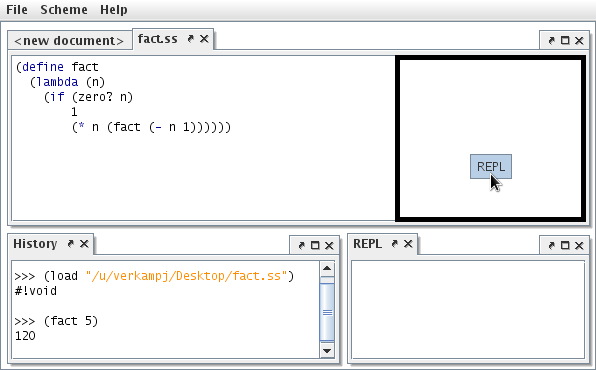 File Scheme Help
<new document> fact.ss
(define fact
  (lambda (n)
    (if (zero? n)
        1
        (* n (fact (- n 1))))))
REPL
History
>>> (load "/u/verkampj/Desktop/fact.ss")
#!void
>>> (fact 5)
120
REPL